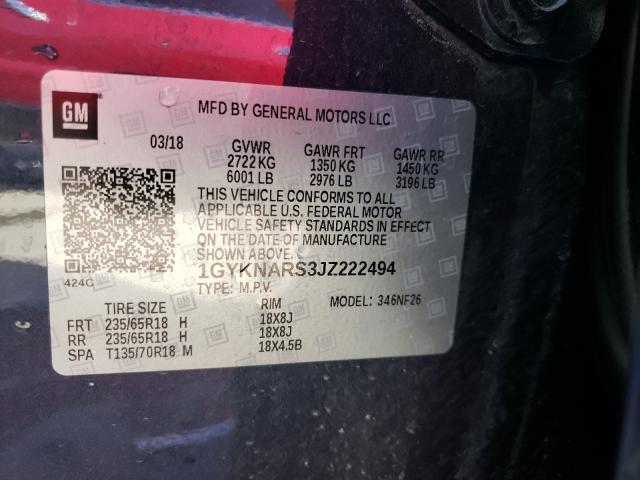 GM
MFD BY GENERAL MOTORS LLC
03/18 GVWR GAWR FRT GAWR RR
2722 KG 1350 KG 1450 KG
6001 LB 2976 LB 3196 LB
THIS VEHICLE CONFORMS TO ALL
APPLICABLE U.S. FEDERAL MOTOR
VEHICLE SAFETY STANDARDS IN EFFECT
ON THE DATE OF MANUFACTURE
SHOWN ABOVE.
424C 1GYKNARS3JZ222494
TYPE: M.P.V. MODEL: 346NF26
TIRE SIZE RIM
FRT 235/65R18 H 18X8J
RR 235/65R18 H 18X8J
SPA T135/70R18 M 18X4.5B